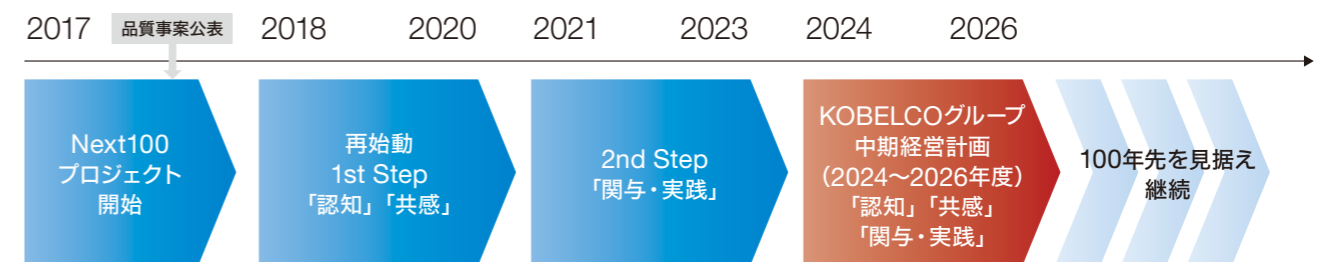 2017
品質事案公表
2018
2020
2021
2023
2024
2026
Next100
プロジェクト
開始
再始動
1st Step
「認知」「共感」
2nd Step
「関与・実践」
KOBELCOグループ
中期経営計画
（2024～2026年度）
「認知」「共感」
「関与・実践」
100年先を見据え
継続